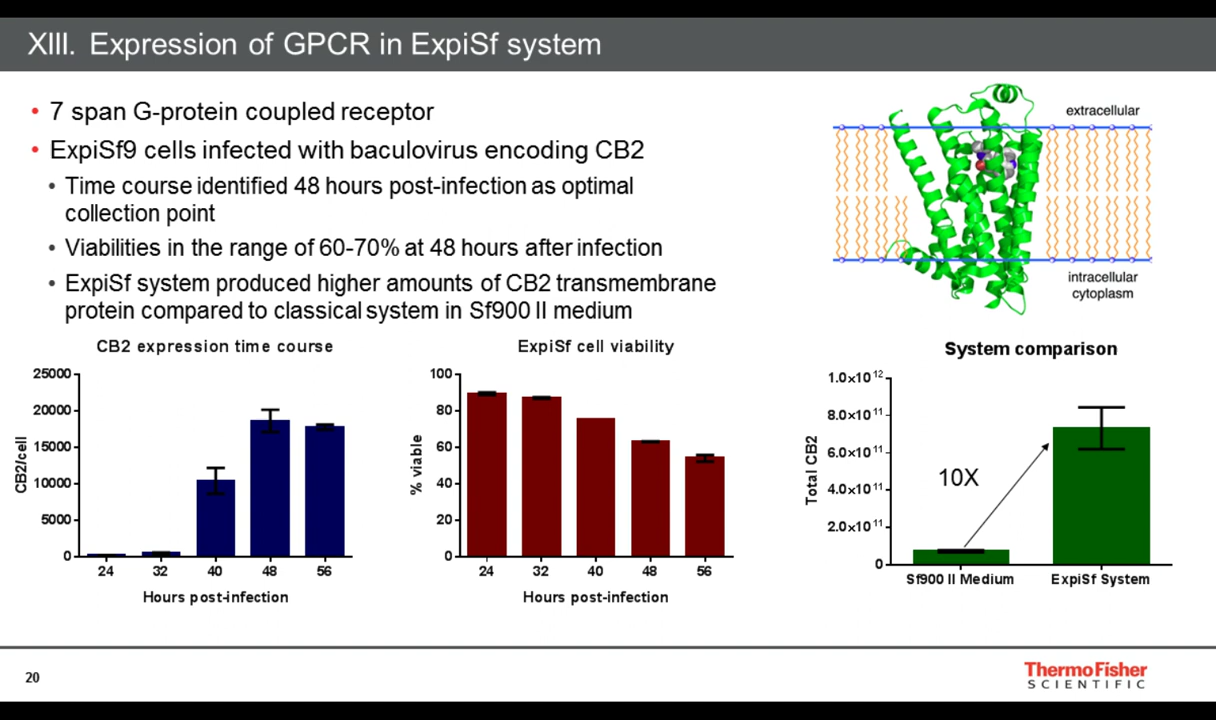 XIII. Expression of GPCR in ExpiSf system
• 7 span G-protein coupled receptor
• ExpiSf9 cells infected with baculovirus encoding CB2
• Time course identified 48 hours post-infection as optimal
collection point
• Viabilities in the range of 60-70% at 48 hours after infection
• ExpiSf system produced higher amounts of CB2 transmembrane
protein compared to classical system in Sf900 II medium
extracellular
intracellular
cytoplasm
CB2 expression time course
CB2/cell
25000
20000
15000
10000
5000
0
24 32 40 48 56
Hours post-infection
ExpiSf cell viability
% viable
100
80
60
40
20
0
24 32 40 48 56
Hours post-infection
System comparison
Total CB2
1.0×10¹²
8.0×10¹¹
6.0×10¹¹
4.0×10¹¹
2.0×10¹¹
0
10X
Sf900 II Medium ExpiSf System
20
ThermoFisher
SCIENTIFIC